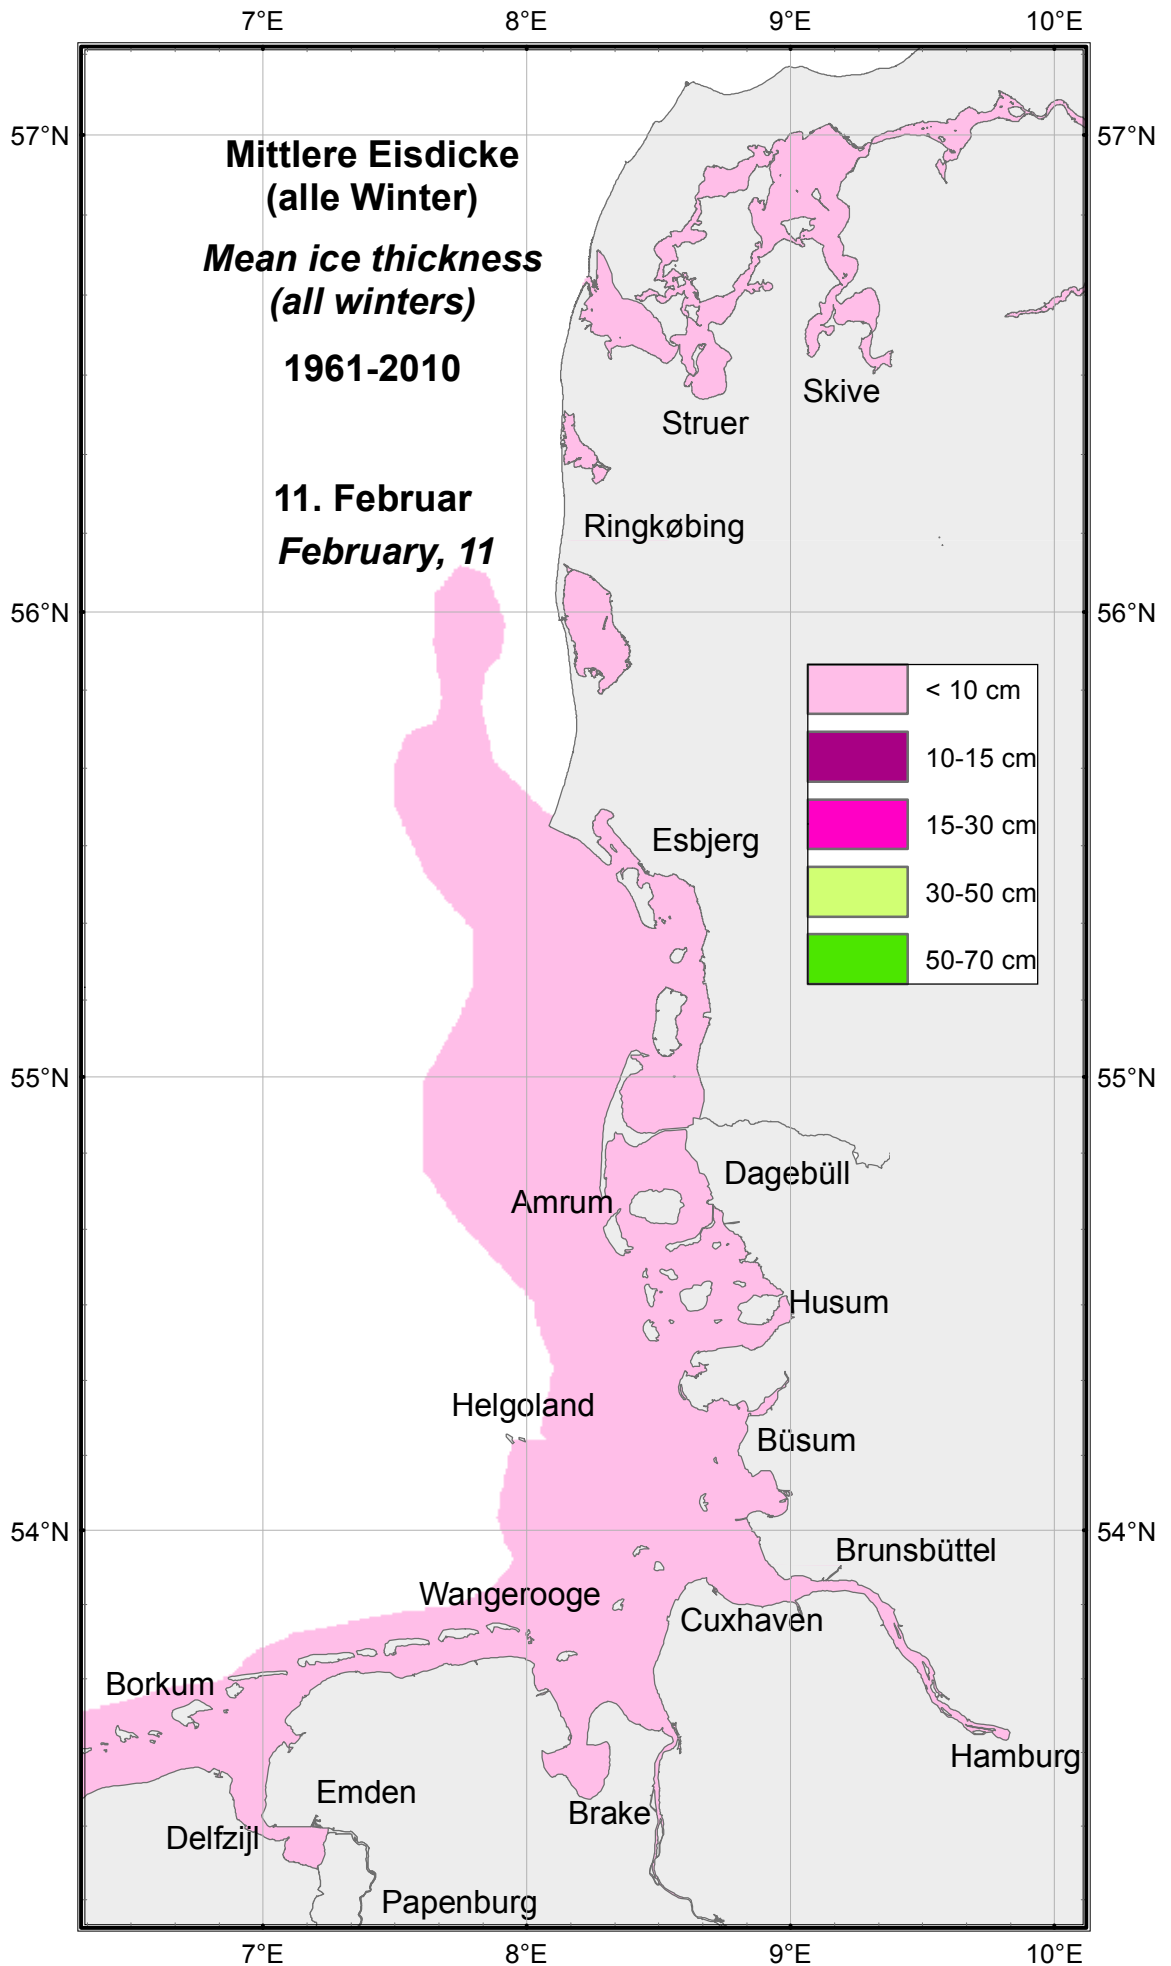 7°E 8°E 9°E 10°E
57°N 57°N
Mittlere Eisdicke
(alle Winter)
Mean ice thickness
(all winters)
1961-2010
Skive
Struer
11. Februar
Ringkøbing
February, 11
56°N 56°N
< 10 cm
10-15 cm
15-30 cm
30-50 cm
50-70 cm
Esbjerg
55°N 55°N
Dagebüll
Amrum
Husum
Helgoland
Büsum
54°N 54°N
Brunsbüttel
Wangerooge
Cuxhaven
Borkum
Hamburg
Emden
Brake
Delfzijl
Papenburg
7°E 8°E 9°E 10°E